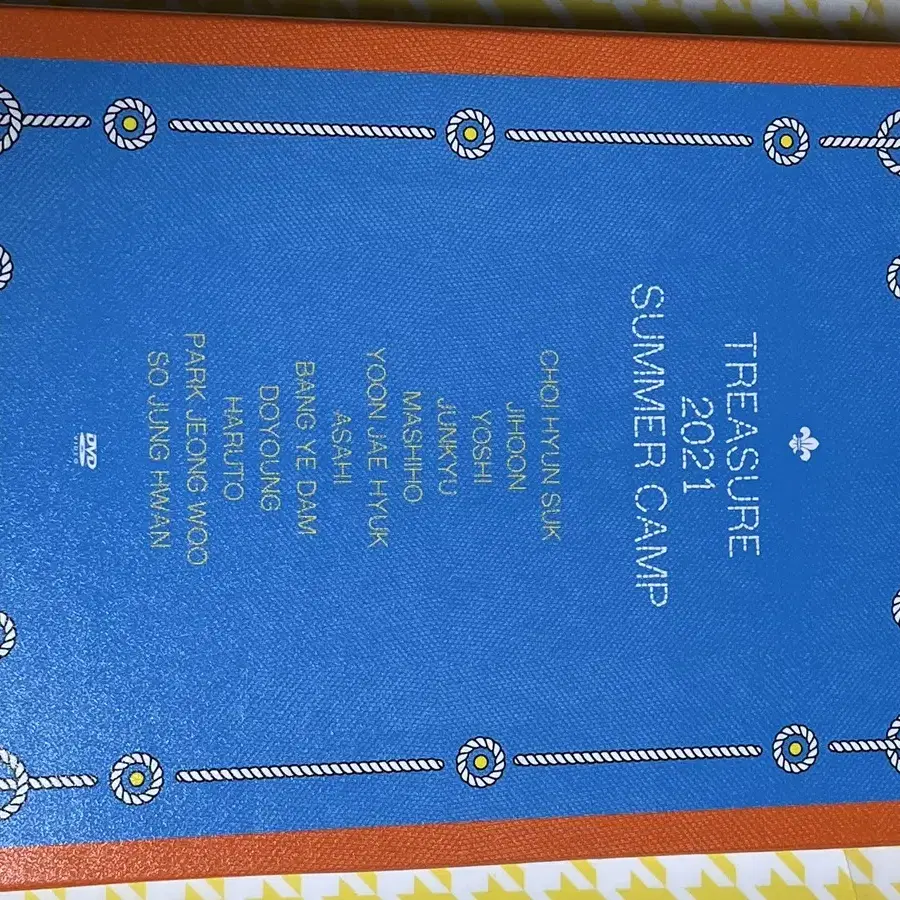 TREASURE
2021
SUMMER CAMP
CHOI HYUN SUK
JIHOON
YOSHI
JUNKYU
MASHIHO
YOON JAE HYUK
ASAHI
BANG YE DAM
DOYOUNG
HARUTO
PARK JEONG WOO
SO JUNG HWAN
DVD
VIDEO